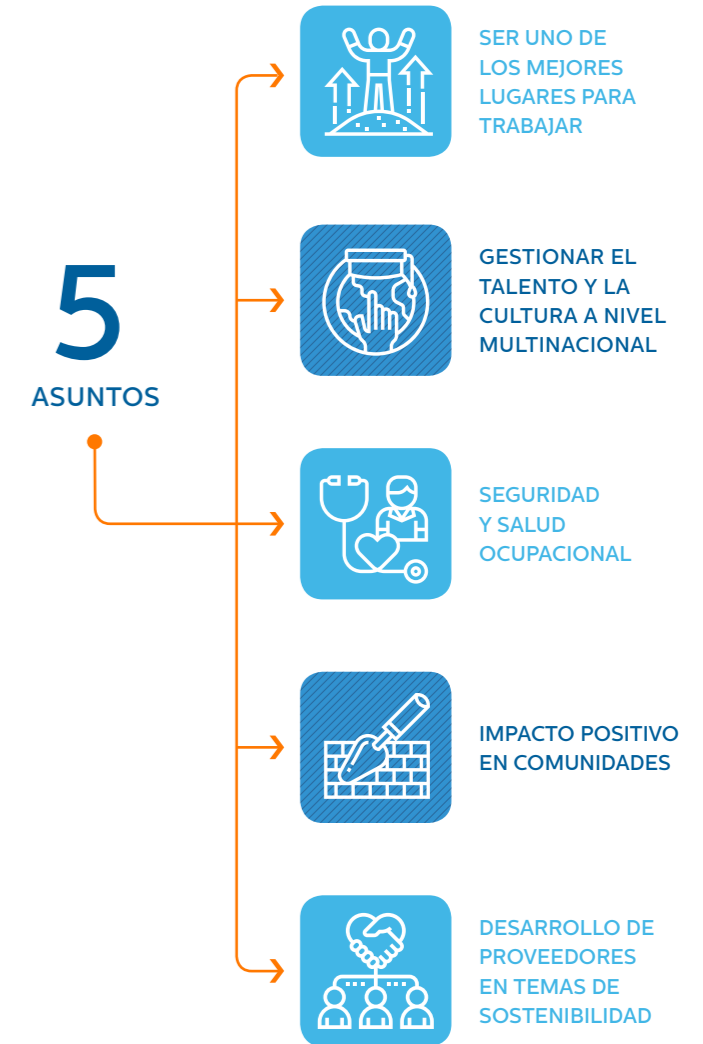 5
ASUNTOS
SER UNO DE
LOS MEJORES
LUGARES PARA
TRABAJAR
GESTIONAR EL
TALENTO Y LA
CULTURA A NIVEL
MULTINACIONAL
SEGURIDAD
Y SALUD
OCUPACIONAL
IMPACTO POSITIVO
EN COMUNIDADES
DESARROLLO DE
PROVEEDORES
EN TEMAS DE
SOSTENIBILIDAD